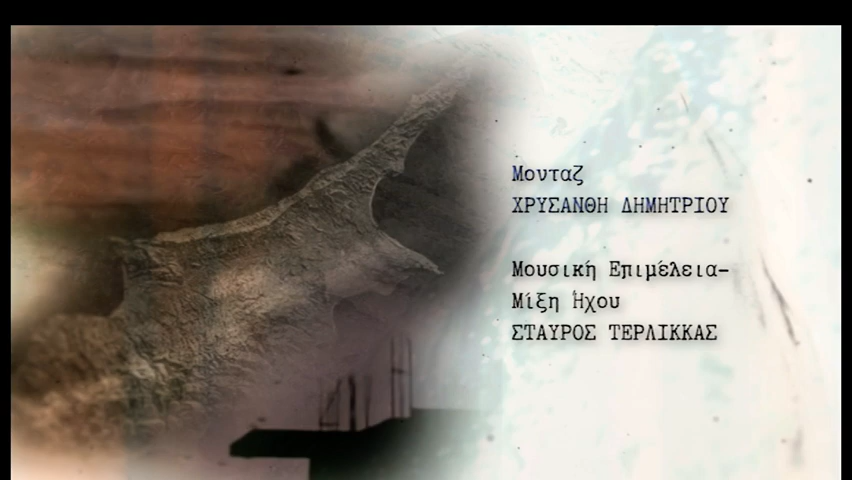 Μονταζ
ΧΡΥΣΑΝΘΗ ΔΗΜΗΤΡΙΟΥ
Μουσική Επιμέλεια-
Μίξη Ήχου
ΣΤΑΥΡΟΣ ΤΕΡΛΙΚΚΑΣ